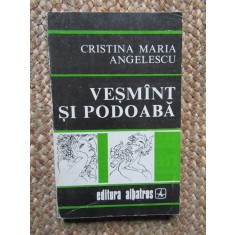 CRISTINA MARIA
ANGELESCU
VEȘMÎNT
ȘI PODOABĂ
editura albatros